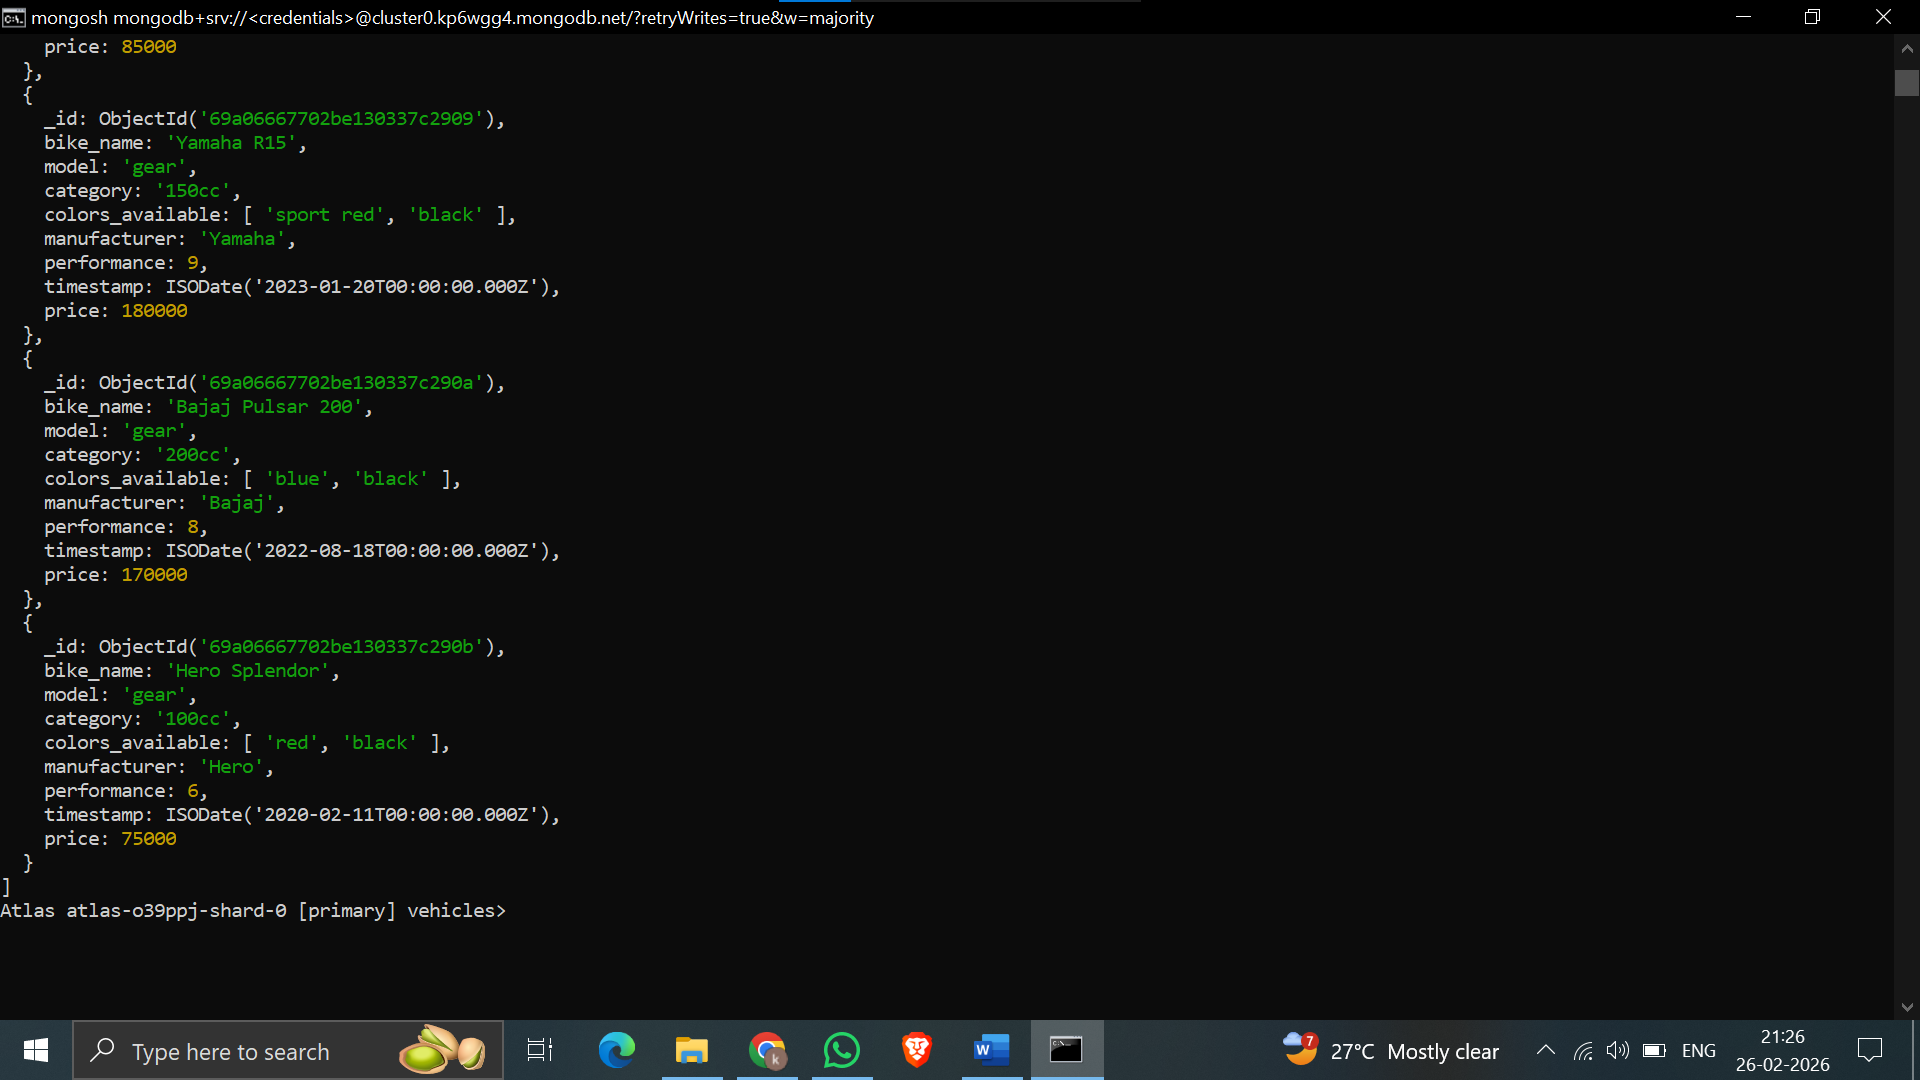 mongosh mongodb+srv://<credentials>@cluster0.kp6wgg4.mongodb.net/?retryWrites=true&w=majority
    price: 85000
  },
  {
    _id: ObjectId('69a06667702be130337c2909'),
    bike_name: 'Yamaha R15',
    model: 'gear',
    category: '150cc',
    colors_available: [ 'sport red', 'black' ],
    manufacturer: 'Yamaha',
    performance: 9,
    timestamp: ISODate('2023-01-20T00:00:00.000Z'),
    price: 180000
  },
  {
    _id: ObjectId('69a06667702be130337c290a'),
    bike_name: 'Bajaj Pulsar 200',
    model: 'gear',
    category: '200cc',
    colors_available: [ 'blue', 'black' ],
    manufacturer: 'Bajaj',
    performance: 8,
    timestamp: ISODate('2022-08-18T00:00:00.000Z'),
    price: 170000
  },
  {
    _id: ObjectId('69a06667702be130337c290b'),
    bike_name: 'Hero Splendor',
    model: 'gear',
    category: '100cc',
    colors_available: [ 'red', 'black' ],
    manufacturer: 'Hero',
    performance: 6,
    timestamp: ISODate('2020-02-11T00:00:00.000Z'),
    price: 75000
  }
]
Atlas atlas-o39ppj-shard-0 [primary] vehicles>
Type here to search
k
W
7
27°C Mostly clear
ENG
21:26
26-02-2026